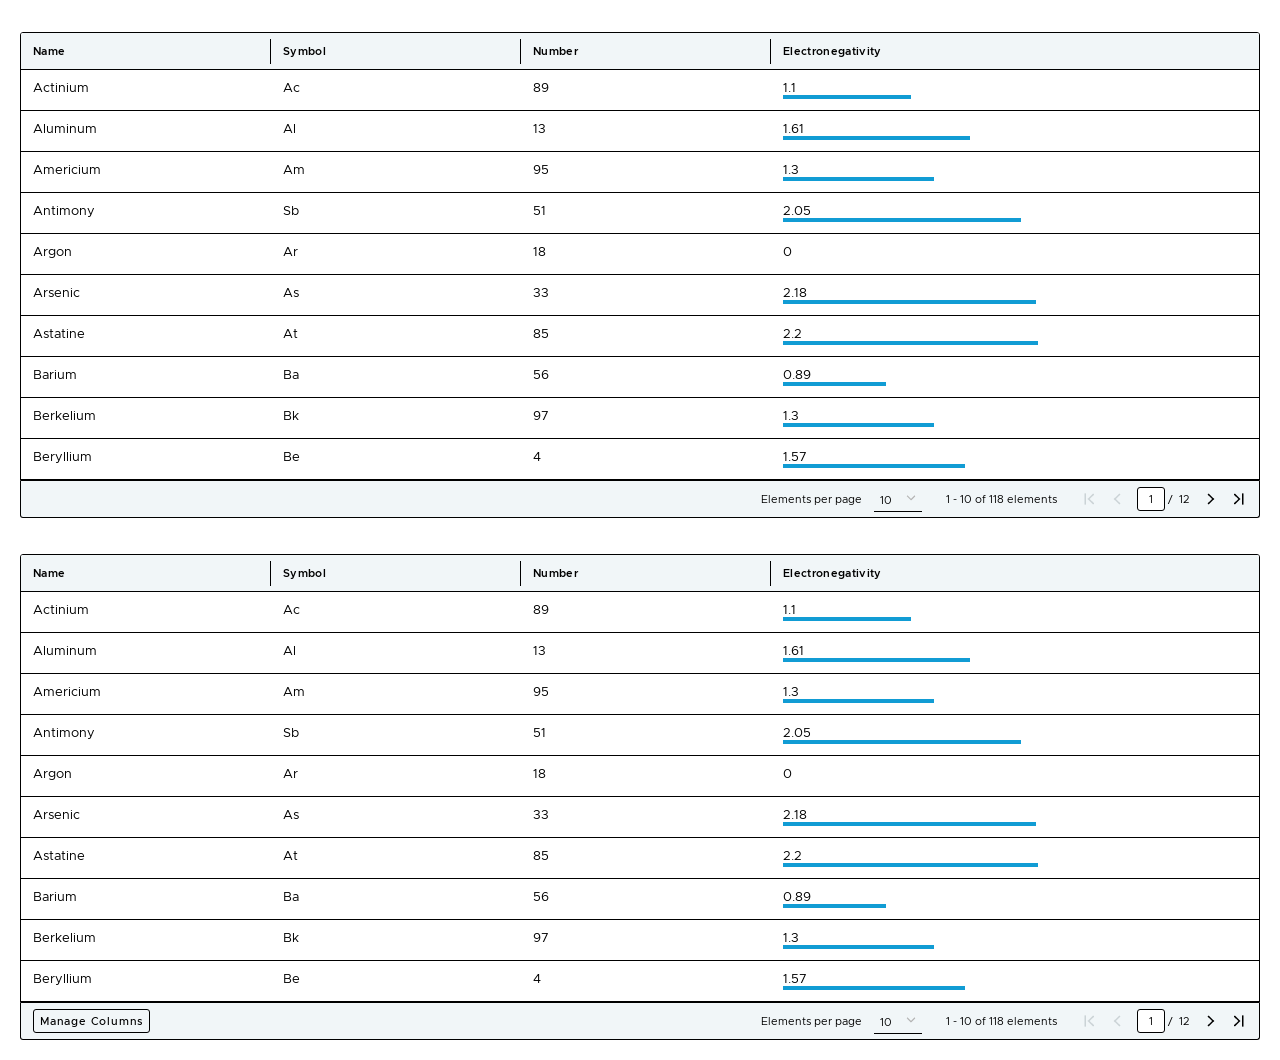 Name Symbol Number Electronegativity
Actinium Ac 89 1.1
Aluminum Al 13 1.61
Americium Am 95 1.3
Antimony Sb 51 2.05
Argon Ar 18 0
Arsenic As 33 2.18
Astatine At 85 2.2
Barium Ba 56 0.89
Berkelium Bk 97 1.3
Beryllium Be 4 1.57
Elements per page 10 1 - 10 of 118 elements 1 / 12
Name Symbol Number Electronegativity
Actinium Ac 89 1.1
Aluminum Al 13 1.61
Americium Am 95 1.3
Antimony Sb 51 2.05
Argon Ar 18 0
Arsenic As 33 2.18
Astatine At 85 2.2
Barium Ba 56 0.89
Berkelium Bk 97 1.3
Beryllium Be 4 1.57
Manage Columns Elements per page 10 1 - 10 of 118 elements 1 / 12